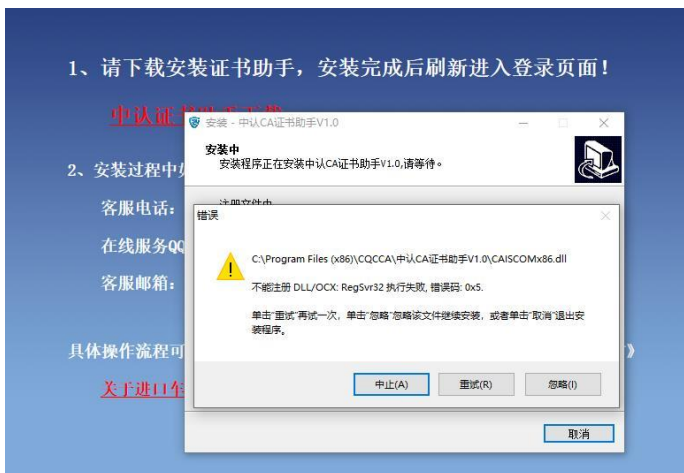 1、请下载安装证书助手，安装完成后刷新进入登录页面！
安装 - 中认CA证书助手V1.0
安装中
安装程序正在安装中认CA证书助手V1.0,请等待。
2、安装过程中
客服电话：
在线服务QQ
客服邮箱：
错误
C:\Program Files (x86)\CQCCA\中认CA证书助手V1.0\CAISCOMx86.dll
不能注册 DLL/OCX: RegSvr32 执行失败, 错误码: 0x5.
单击“重试”再试一次，单击“忽略”忽略该文件继续安装，或者单击“取消”退出安
装程序。
中止(A)
重试(R)
忽略(I)
具体操作流程可
》
关于进口车
取消